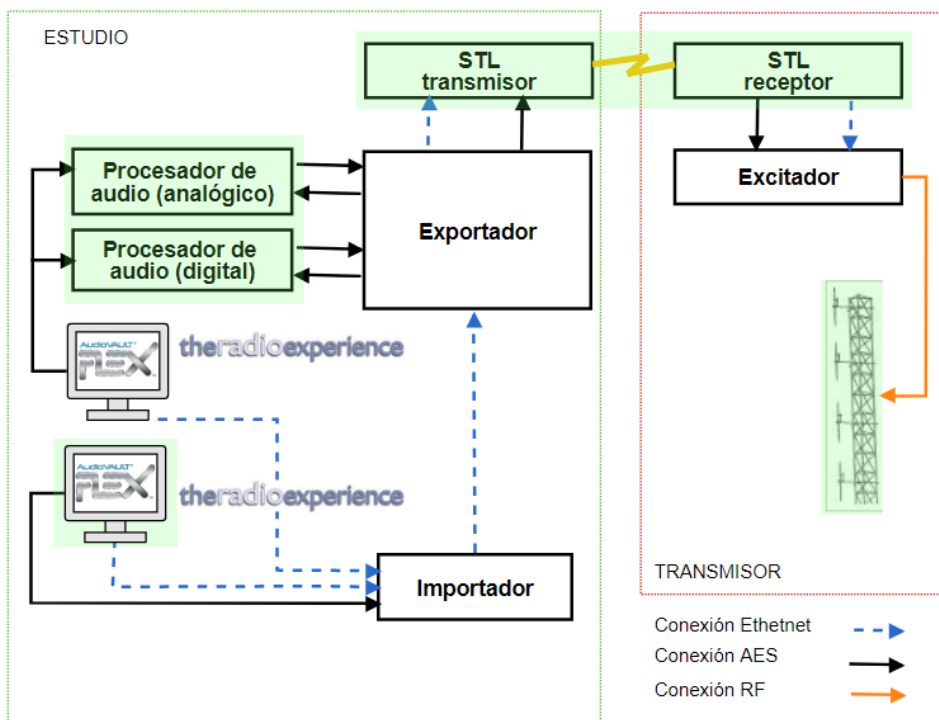 ESTUDIO
STL
transmisor
STL
receptor
Procesador de
audio (analógico)
Exportador
Excitador
Procesador de
audio (digital)
AudioVAULT
FLEX
theradioexperience
AudioVAULT
FLEX
theradioexperience
Importador
TRANSMISOR
Conexión Ethetnet
Conexión AES
Conexión RF